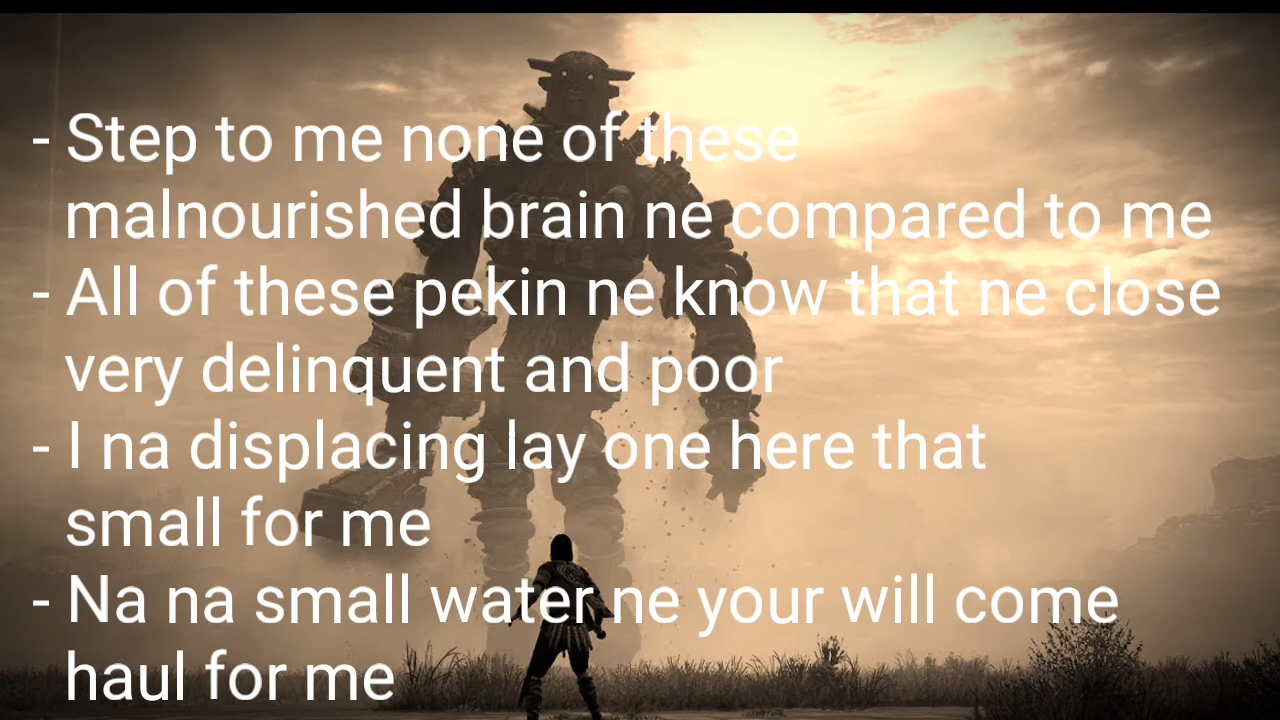 - Step to me none of these
malnourished brain ne compared to me
- All of these pekin ne know that ne close
very delinquent and poor
- I na displacing lay one here that
small for me
- Na na small water ne your will come
haul for me